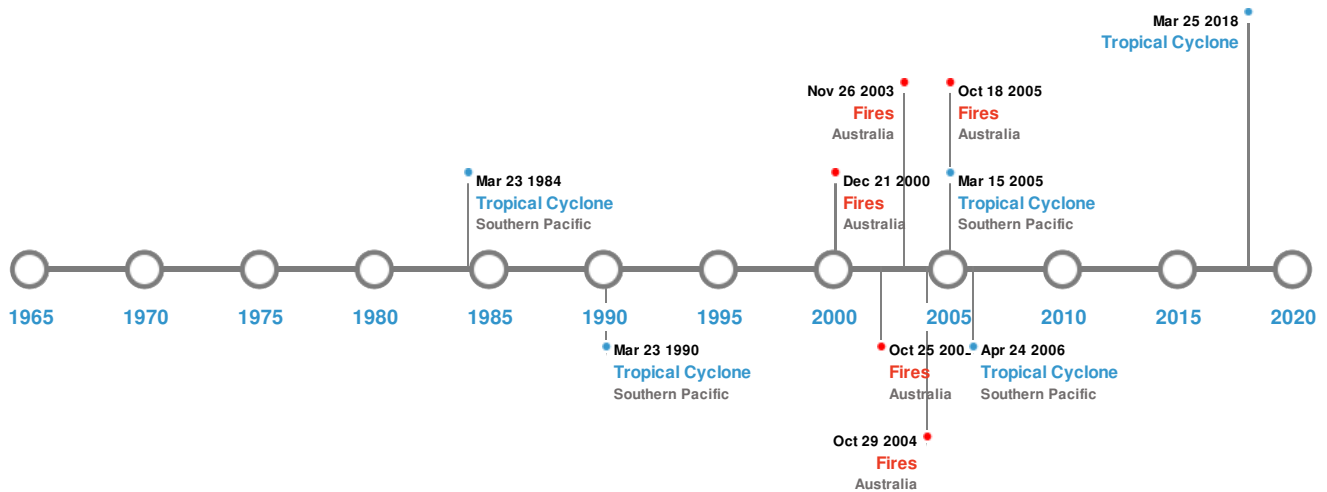 Mar 25 2018
Tropical Cyclone
Nov 26 2003
Fires
Australia
Oct 18 2005
Fires
Australia
Mar 23 1984
Tropical Cyclone
Southern Pacific
Dec 21 2000
Fires
Australia
Mar 15 2005
Tropical Cyclone
Southern Pacific
1965 1970 1975 1980 1985 1990 1995 2000 2005 2010 2015 2020
Mar 23 1990
Tropical Cyclone
Southern Pacific
Oct 25
Fires
Australia
Apr 24 2006
Tropical Cyclone
Southern Pacific
Oct 29 2004
Fires
Australia